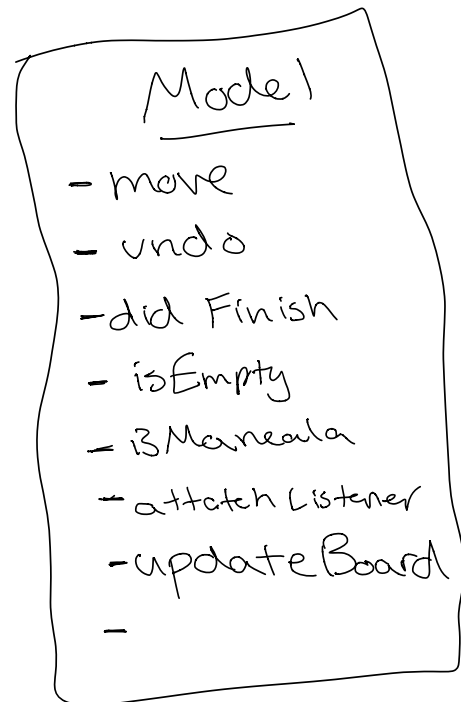 Model
- move
- undo
- did Finish
- isEmpty
- isMancala
- attatch Listener
- updateBoard
-